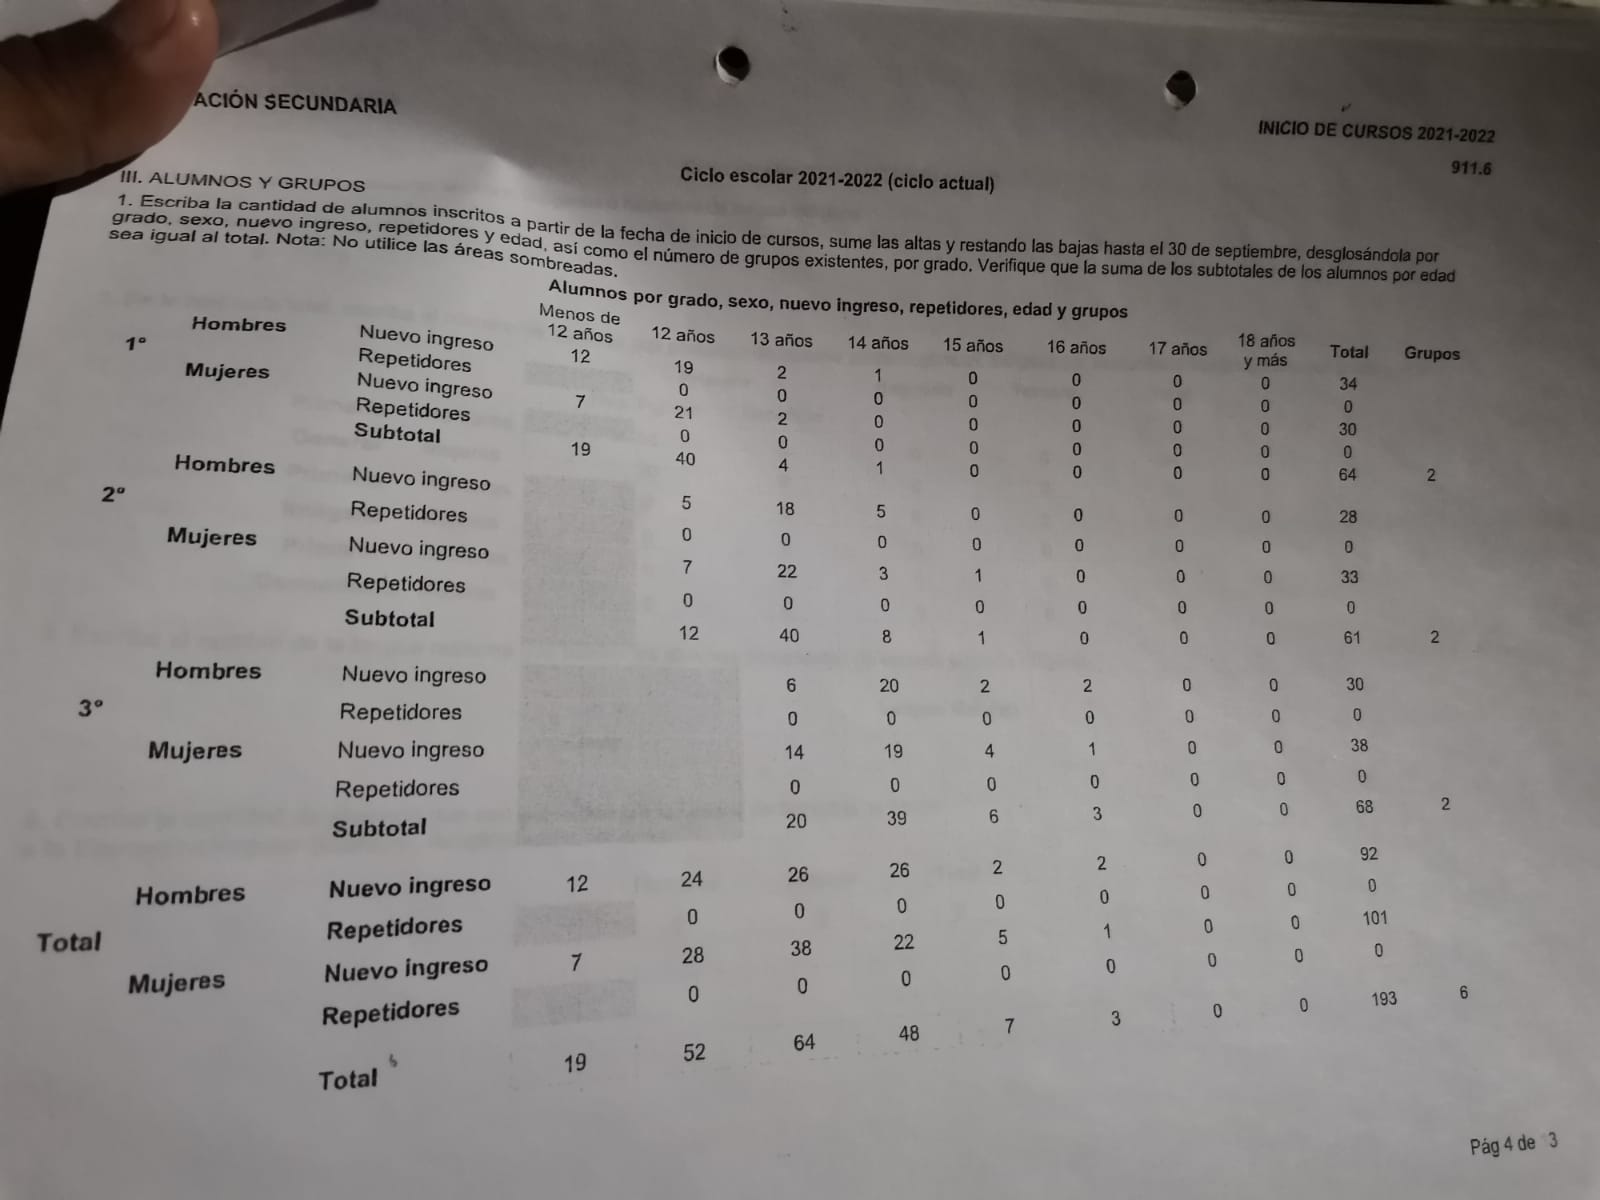 ACIÓN SECUNDARIA
INICIO DE CURSOS 2021-2022
911.6
Ciclo escolar 2021-2022 (ciclo actual)
III. ALUMNOS Y GRUPOS
1. Escriba la cantidad de alumnos inscritos a partir de la fecha de inicio de cursos, sume las altas y restando las bajas hasta el 30 de septiembre, desglosándola por
grado, sexo, nuevo ingreso, repetidores y edad, así como el número de grupos existentes, por grado. Verifique que la suma de los subtotales de los alumnos por edad
sea igual al total. Nota: No utilice las áreas sombreadas.
Alumnos por grado, sexo, nuevo ingreso, repetidores, edad y grupos
Menos de 12 años 12 años 13 años 14 años 15 años 16 años 17 años 18 años y más Total Grupos
1º Hombres Nuevo ingreso 12 19 2 1 0 0 0 0 34
Repetidores 0 0 0 0 0 0 0 0
Mujeres Nuevo ingreso 7 21 2 0 0 0 0 0 30
Repetidores 0 0 0 0 0 0 0 0
Subtotal 19 40 4 1 0 0 0 0 64 2
2º Hombres Nuevo ingreso 5 18 5 0 0 0 0 28
Repetidores 0 0 0 0 0 0 0 0
Mujeres Nuevo ingreso 7 22 3 1 0 0 0 33
Repetidores 0 0 0 0 0 0 0 0
Subtotal 12 40 8 1 0 0 0 61 2
3º Hombres Nuevo ingreso 6 20 2 2 0 0 30
Repetidores 0 0 0 0 0 0 0
Mujeres Nuevo ingreso 14 19 4 1 0 0 38
Repetidores 0 0 0 0 0 0 0
Subtotal 20 39 6 3 0 0 68 2
Total Hombres Nuevo ingreso 12 24 26 26 2 2 0 0 92
Repetidores 0 0 0 0 0 0 0 0
Mujeres Nuevo ingreso 7 28 38 22 5 1 0 0 101
Repetidores 0 0 0 0 0 0 0 0
Total 19 52 64 48 7 3 0 0 193 6
Pág 4 de 3